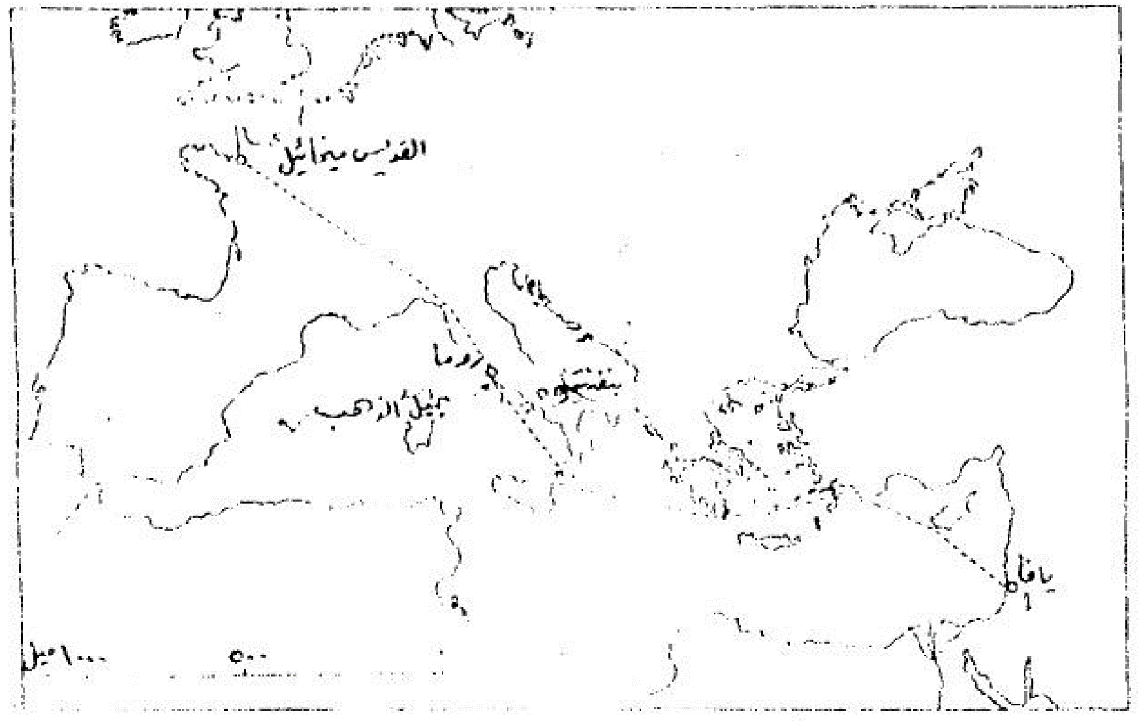 القديس ميخائيل
روما
جبل الذهب
يافا
٥٠٠
١٠٠٠ ميل